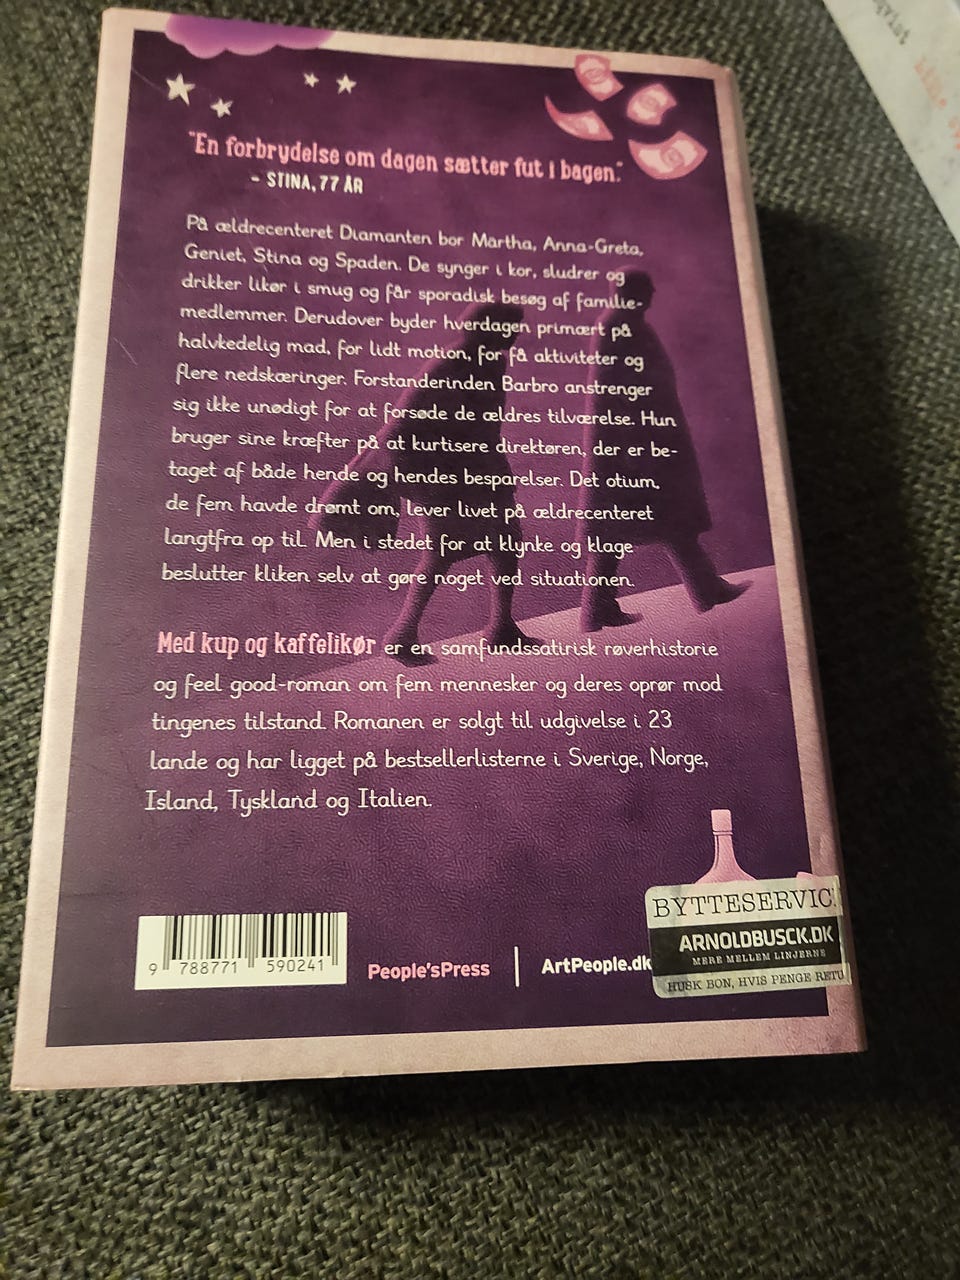 "En forbrydelse om dagen sætter fut i bagen."
- STINA, 77 ÅR
På ældrecenteret Diamanten bor Martha, Anna-Greta,
Geniet, Stina og Spaden. De synger i kor, sludrer og
drikker likør i smug og får sporadisk besøg af familie-
medlemmer. Derudover byder hverdagen primært på
halvkedelig mad, for lidt motion, for få aktiviteter og
flere nedskæringer. Forstanderinden Barbro anstrenger
sig ikke unødigt for at forsøde de ældres tilværelse. Hun
bruger sine kræfter på at kurtisere direktøren, der er be-
taget af både hende og hendes besparelser. Det otium,
de fem havde drømt om, lever livet på ældrecenteret
langtfra op til. Men i stedet for at klynke og klage
beslutter kliken selv at gøre noget ved situationen.
Med kup og kaffelikør er en samfundssatirisk røverhistorie
og feel good-roman om fem mennesker og deres oprør mod
tingenes tilstand. Romanen er solgt til udgivelse i 23
lande og har ligget på bestsellerlisterne i Sverige, Norge,
Island, Tyskland og Italien.
9 788771 590241
People'sPress | ArtPeople.dk
BYTTESERVIC
ARNOLDBUSCK.DK
MERE MELLEM LINJERNE
HUSK BON, HVIS PENGE RETU